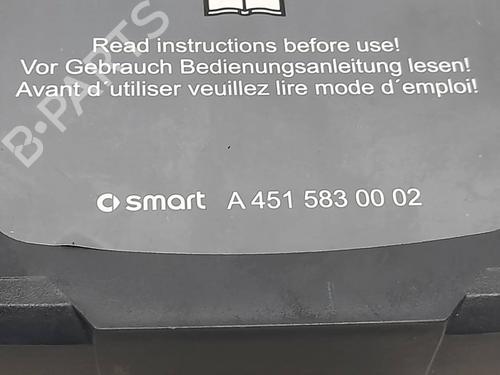 Read instructions before use!
Vor Gebrauch Bedienungsanleitung lesen!
Avant d´utiliser veuillez lire mode d´emploi!
smart A 451 583 00 02
B-PARTS